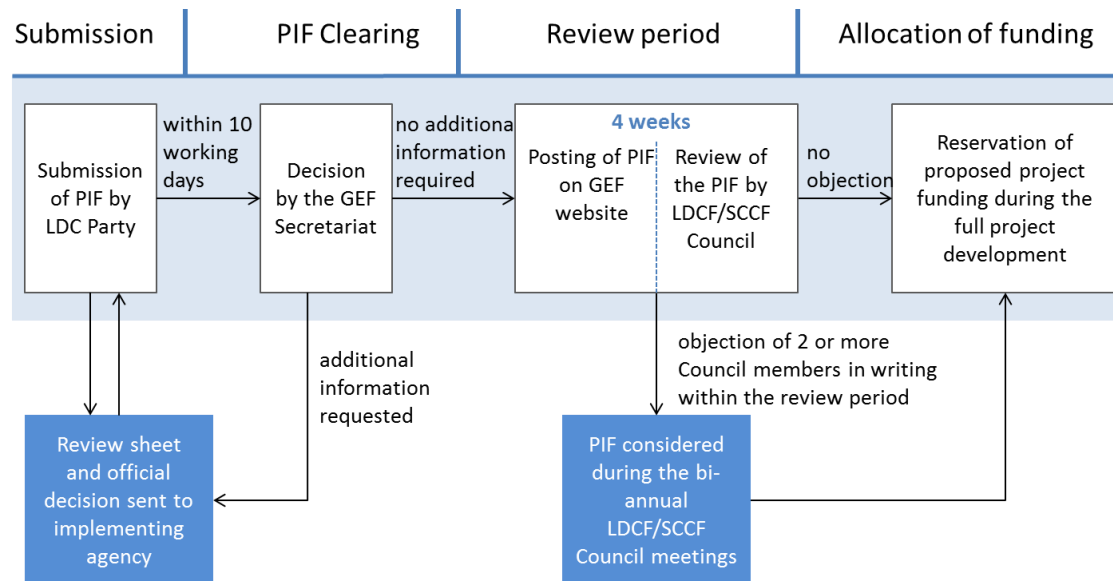 Submission
PIF Clearing
Review period
Allocation of funding
Submission
of PIF by
LDC Party
within 10
working
days
Decision
by the GEF
Secretariat
no additiona
information
required
4 weeks
Posting of PIF
on GEF
website
Review of
the PIF by
LDCF/SCCF
Council
no
objection
Reservation of
proposed project
funding during the
full project
development
additional
information
requested
objection of 2 or more
Council members in writing
within the review period
Review sheet
and official
decision sent to
implementing
agency
PIF considered
during the bi-
annual
LDCF/SCCF
Council meetings